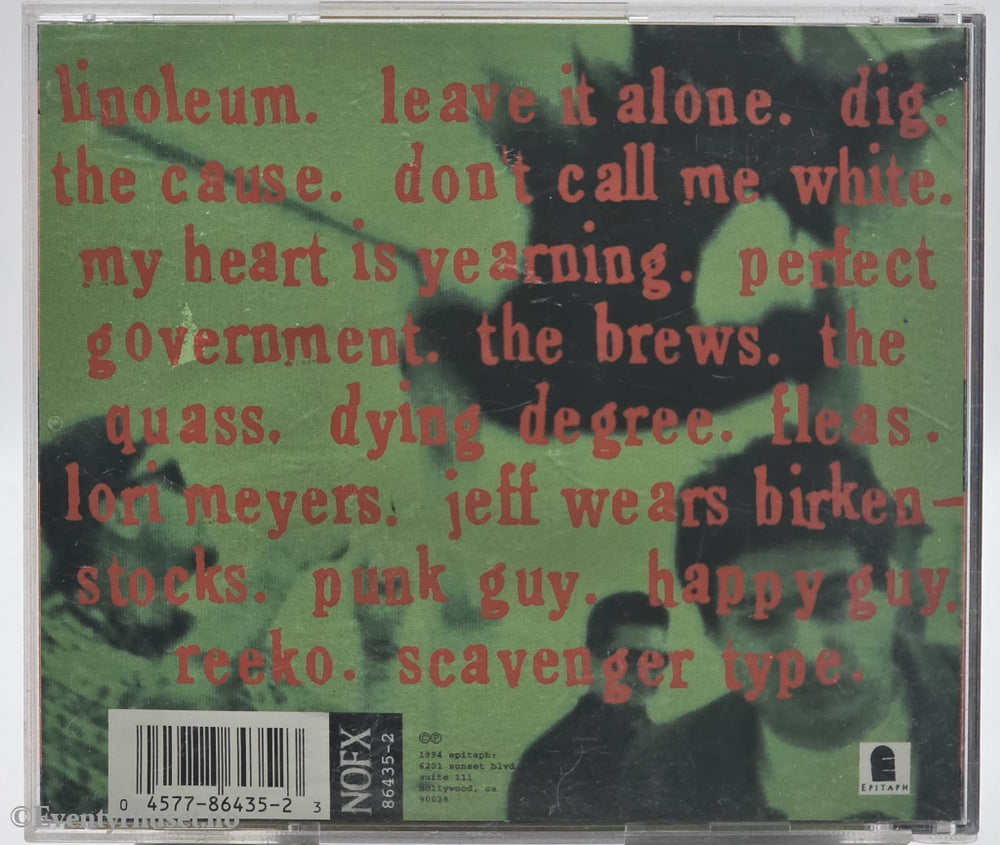 linoleum. leave it alone. dig.
the cause. don't call me white.
my heart is yearning. perfect
government. the brews. the
quass. dying degree. fleas.
lori meyers. jeff wears birken-
stocks. punk guy. happy guy.
reeko. scavenger type.
0 4577-86435-2 3
NOFX
86435-2
©℗
1994 epitaph:
6201 sunset blvd
suite 111
hollywood, ca
90028
EPITAPH
©Eventyrhuset.no